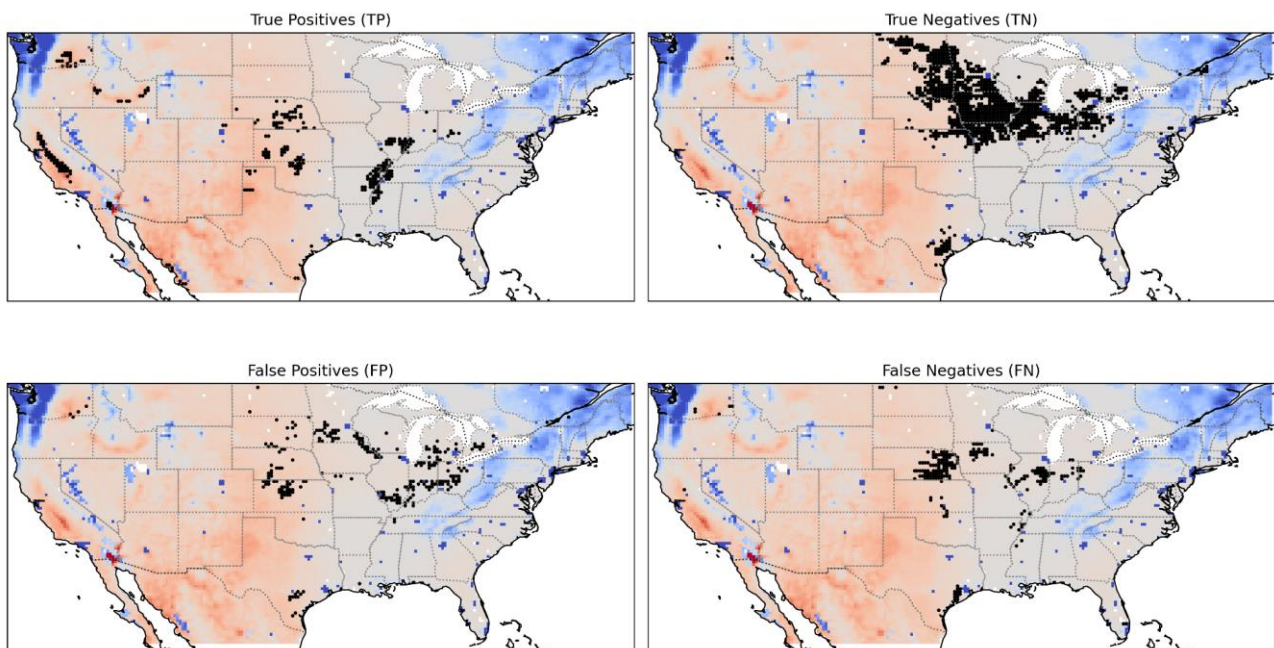 True Positives (TP)
True Negatives (TN)
False Positives (FP)
False Negatives (FN)